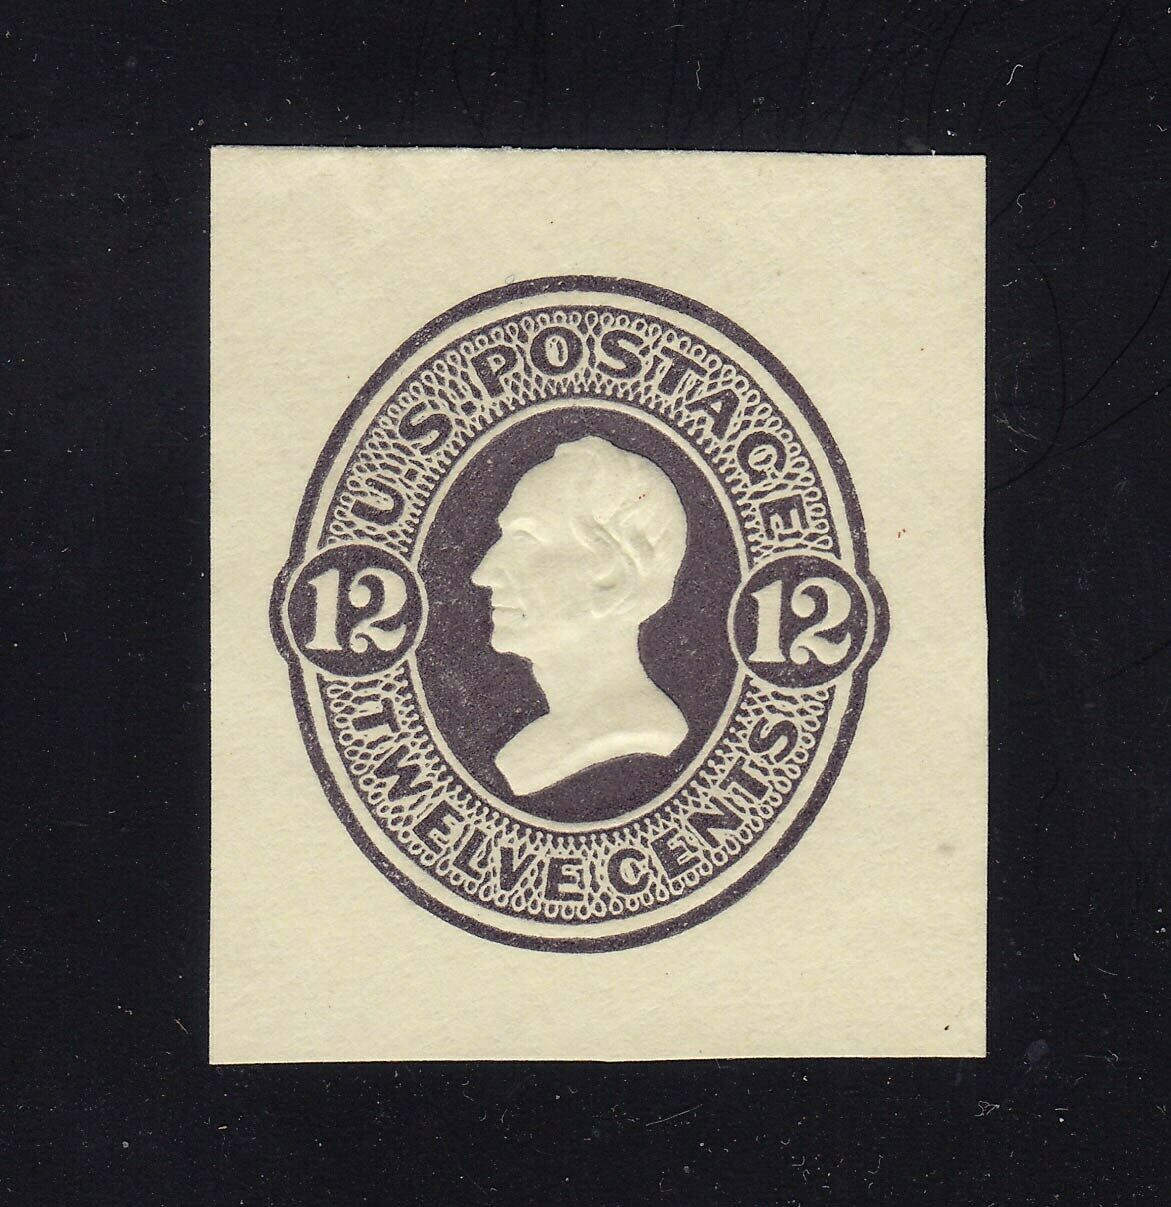 U.S. POSTAGE
12 12
TWELVE CENTS